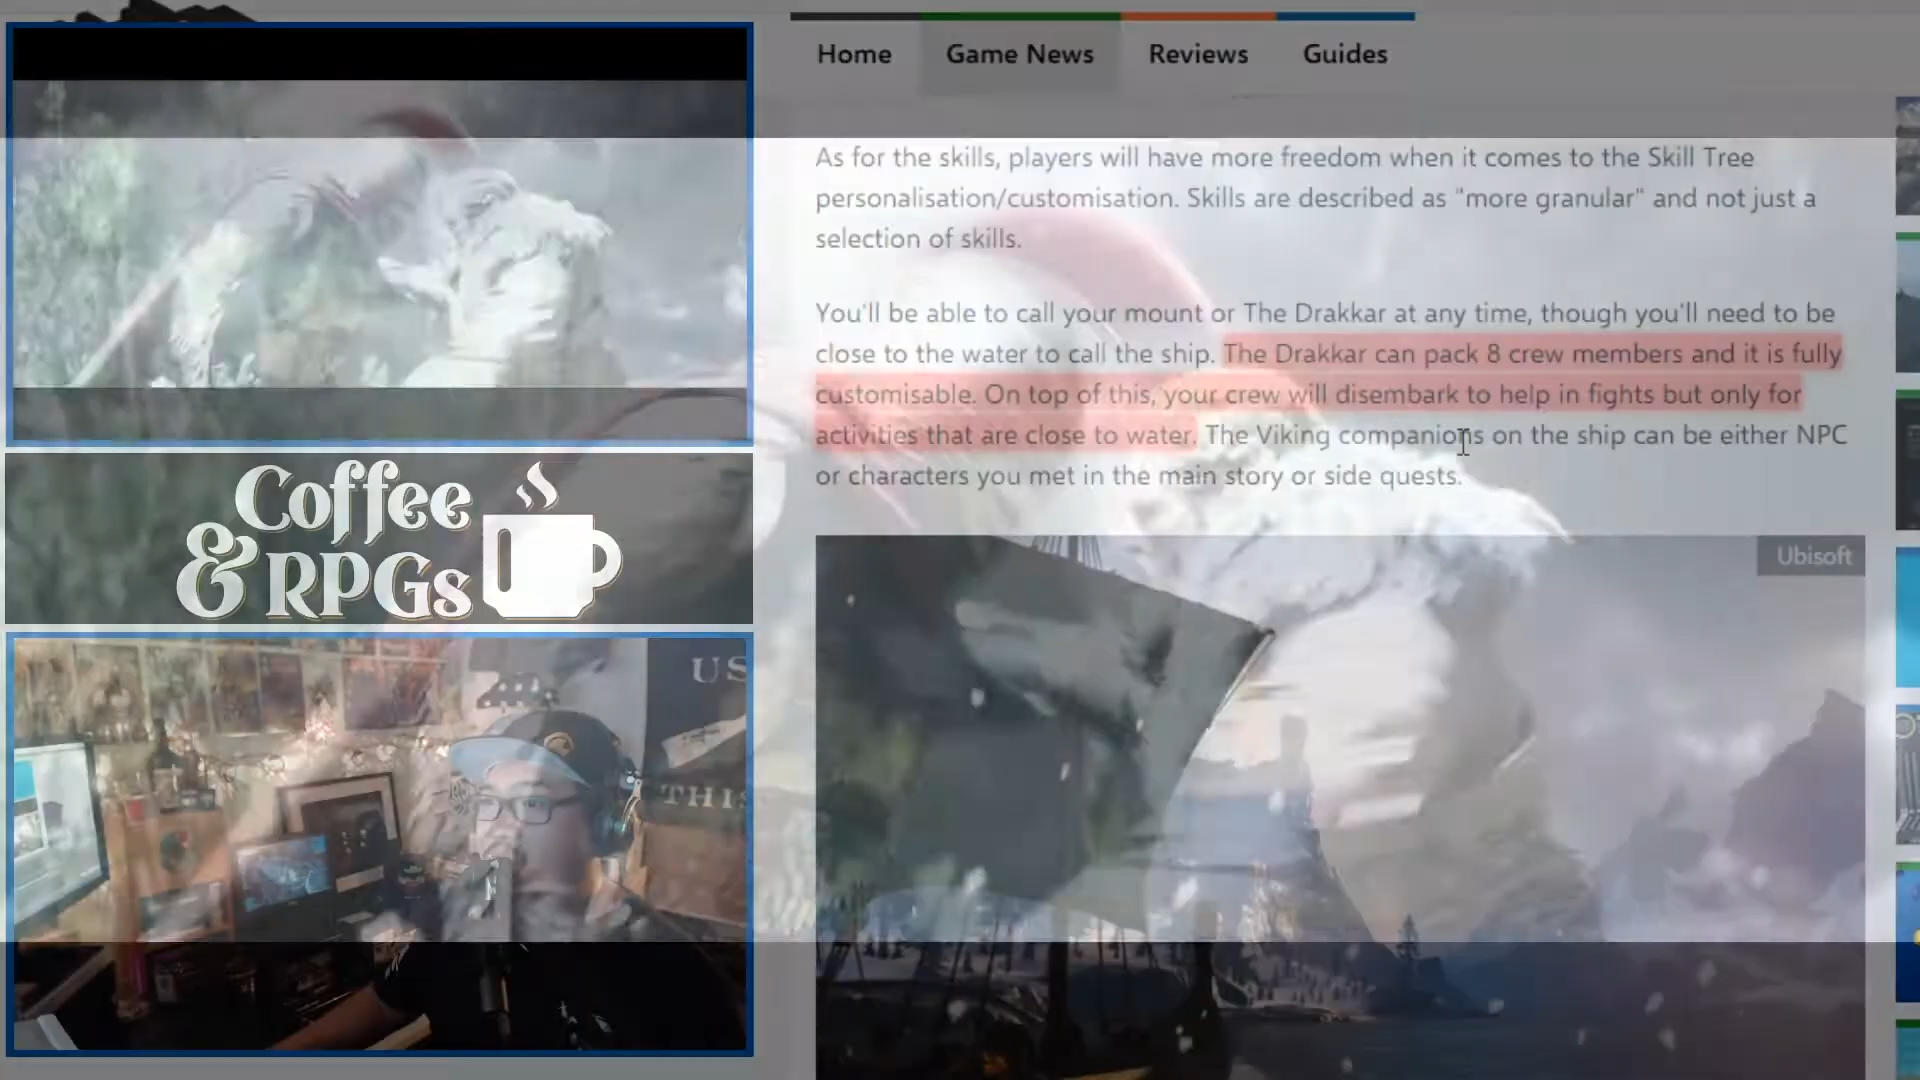 Home Game News Reviews Guides
As for the skills, players will have more freedom when it comes to the Skill Tree
personalisation/customisation. Skills are described as "more granular" and not just a
selection of skills.
You'll be able to call your mount or The Drakkar at any time, though you'll need to be
close to the water to call the ship. The Drakkar can pack 8 crew members and it is fully
customisable. On top of this, your crew will disembark to help in fights but only for
activities that are close to water. The Viking companions on the ship can be either NPC
or characters you met in the main story or side quests.
Ubisoft
Coffee
& RPGs
US
THIS